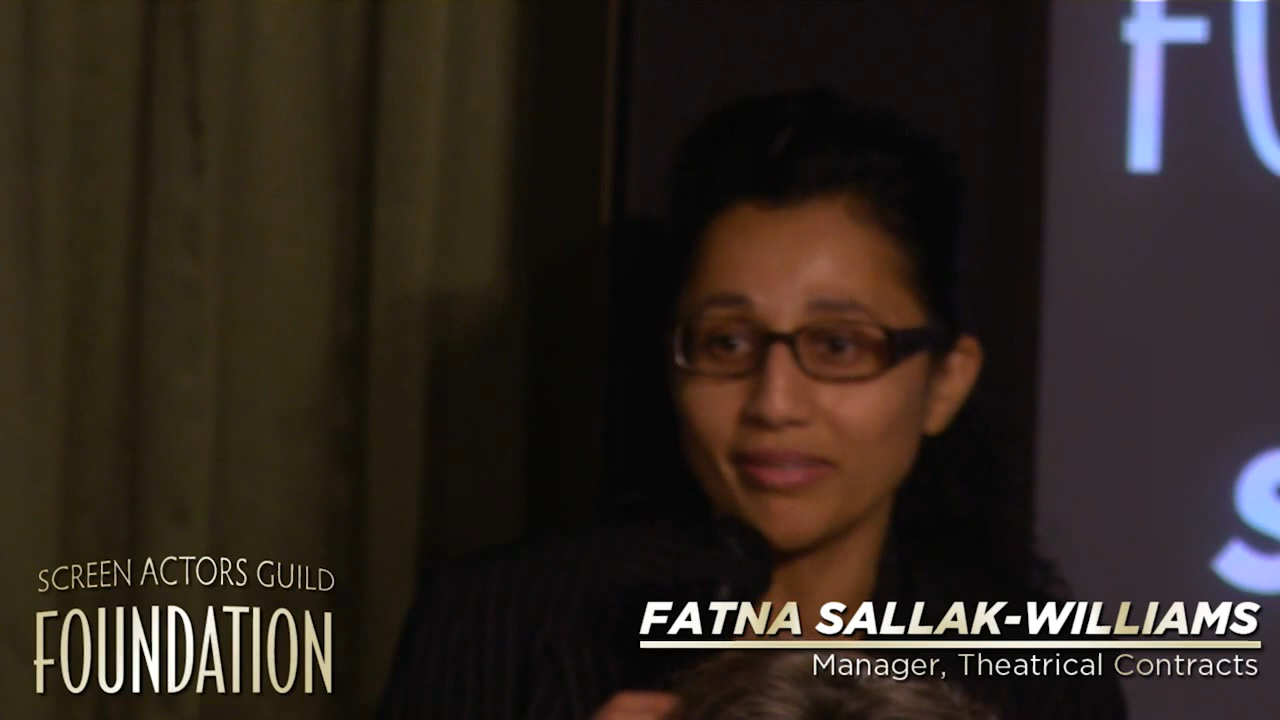 SCREEN ACTORS GUILD
FOUNDATION
FATNA SALLAK-WILLIAMS
Manager, Theatrical Contracts